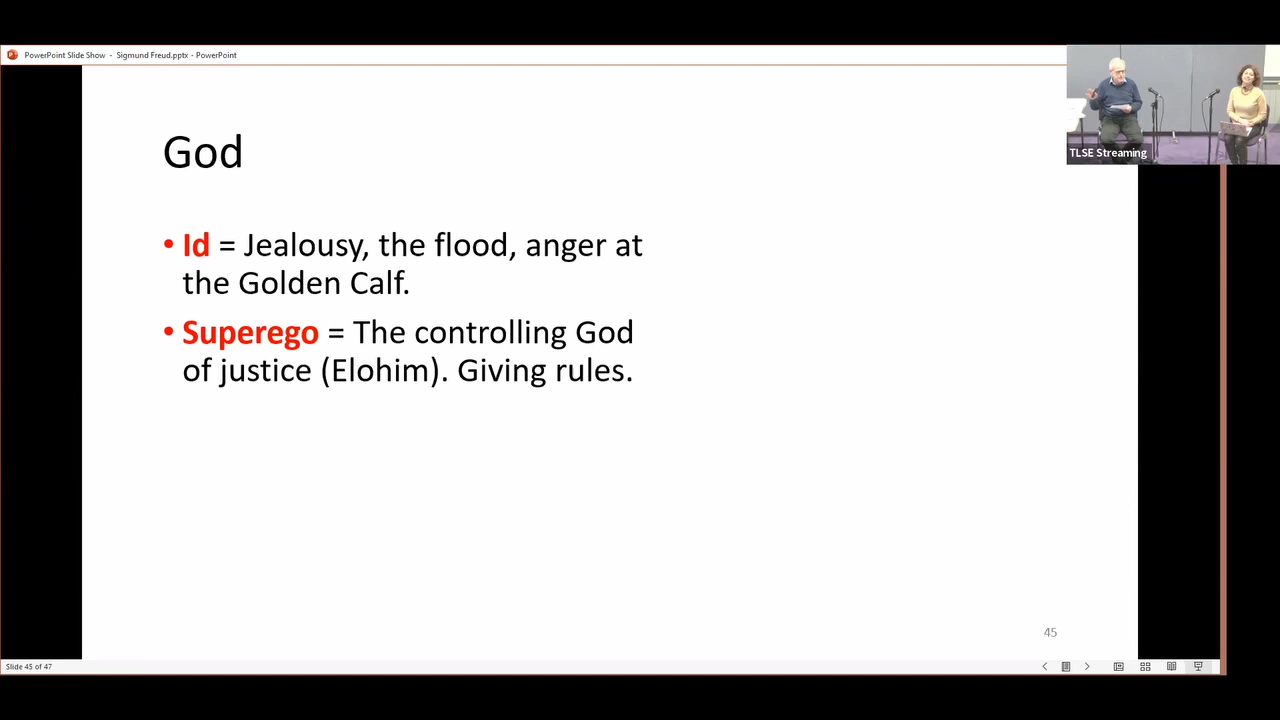 PowerPoint Slide Show - Sigmund Freud.pptx - PowerPoint
TLSE Streaming
God
• Id = Jealousy, the flood, anger at
the Golden Calf.
• Superego = The controlling God
of justice (Elohim). Giving rules.
45
Slide 45 of 47